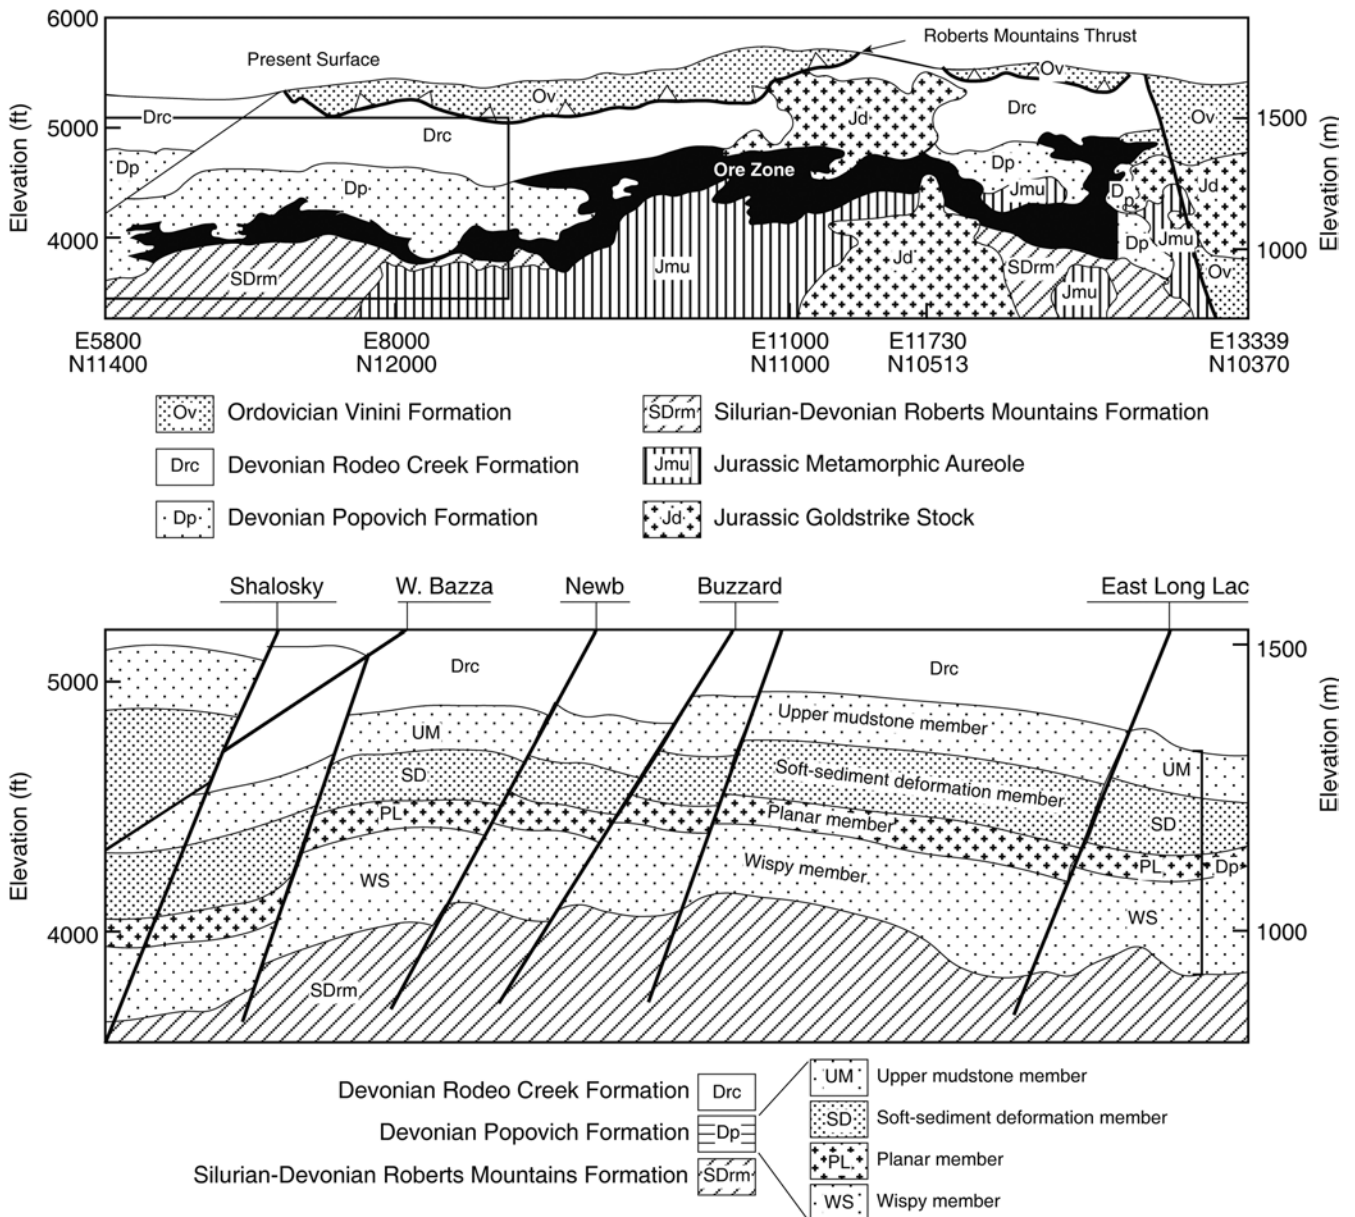 6000
5000
4000
Elevation (ft)
Present Surface
Roberts Mountains Thrust
Ov
Ov
Drc
Drc
Drc
Jd
Ov
Dp
Dp
Ore Zone
Dp
Jmu
D
p
Jd
SDrm
Jmu
Jd
SDrm
Jmu
Dp
Jmu
Ov
1500
1000
Elevation (m)
E5800 E8000 E11000 E11730 E13339
N11400 N12000 N11000 N10513 N10370
Ov Ordovician Vinini Formation
Drc Devonian Rodeo Creek Formation
Dp Devonian Popovich Formation
SDrm Silurian-Devonian Roberts Mountains Formation
Jmu Jurassic Metamorphic Aureole
Jd Jurassic Goldstrike Stock
Shalosky W. Bazza Newb Buzzard East Long Lac
5000
4000
Elevation (ft)
Drc
Drc
UM
Upper mudstone member
UM
SD
Soft-sediment deformation member
SD
PL
Planar member
PL
Dp
WS
Wispy member
WS
SDrm
1500
1000
Elevation (m)
Devonian Rodeo Creek Formation Drc
Devonian Popovich Formation Dp
Silurian-Devonian Roberts Mountains Formation SDrm
UM Upper mudstone member
SD Soft-sediment deformation member
PL Planar member
WS Wispy member